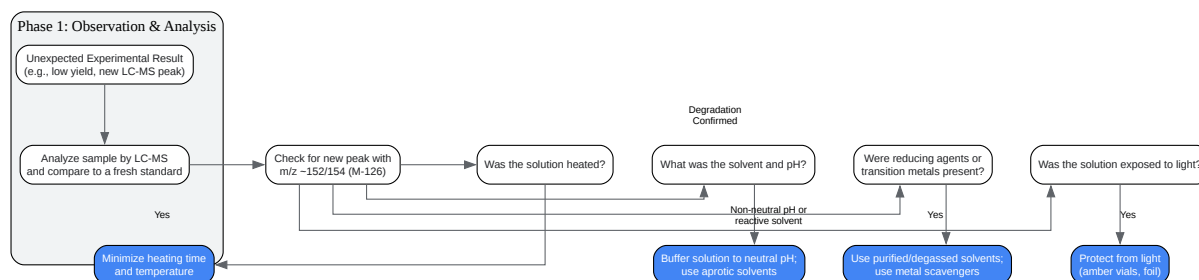 Phase 1: Observation & Analysis
Unexpected Experimental Result
(e.g., low yield, new LC-MS peak)
Degradation
Confirmed
Analyze sample by LC-MS
and compare to a fresh standard
Check for new peak with
m/z ~152/154 (M-126)
Was the solution heated?
What was the solvent and pH?
Were reducing agents or
transition metals present?
Was the solution exposed to light?
Yes
Non-neutral pH or
reactive solvent
Yes
Yes
Minimize heating time
and temperature
Buffer solution to neutral pH;
use aprotic solvents
Use purified/degassed solvents;
use metal scavengers
Protect from light
(amber vials, foil)